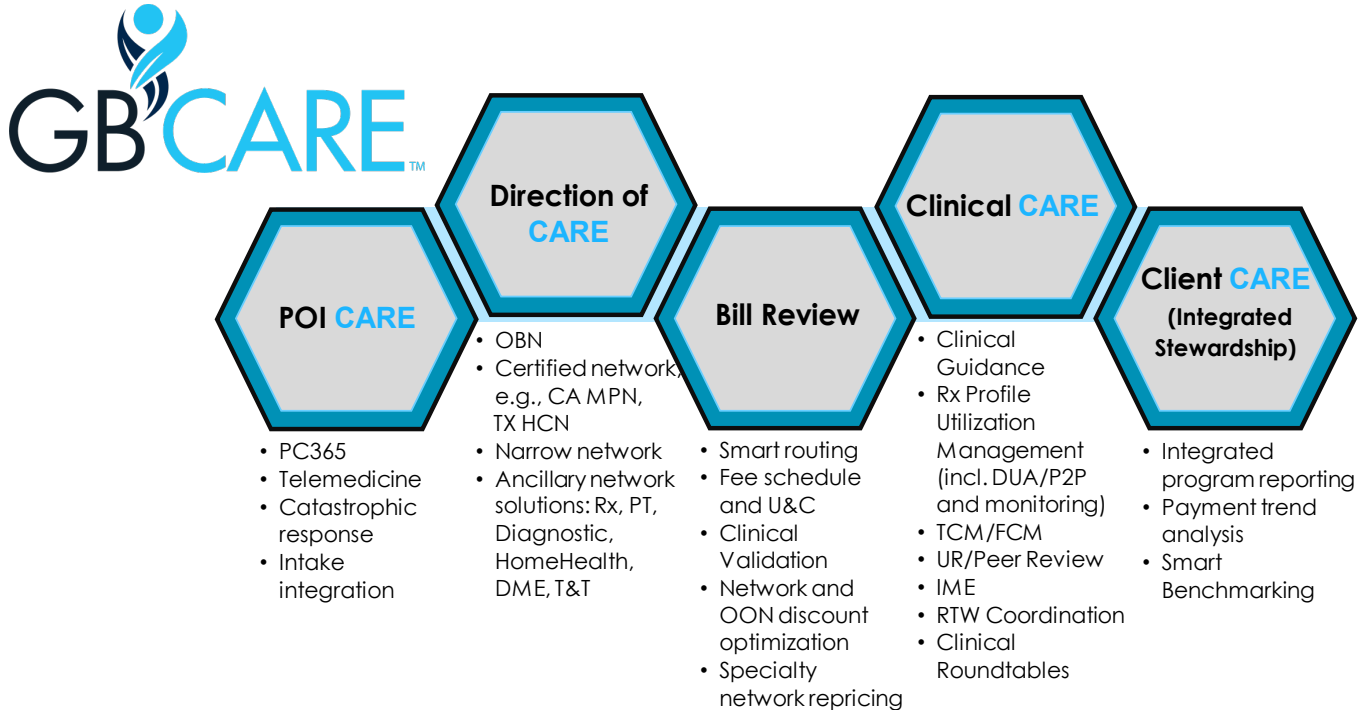 GB CARE™
POI CARE
• PC365
• Telemedicine
• Catastrophic
response
• Intake
integration
Direction of
CARE
• OBN
• Certified network,
e.g., CA MPN,
TX HCN
• Narrow network
• Ancillary network
solutions: Rx, PT,
Diagnostic,
HomeHealth,
DME, T&T
Bill Review
• Smart routing
• Fee schedule
and U&C
• Clinical
Validation
• Network and
OON discount
optimization
• Specialty
network repricing
Clinical CARE
• Clinical
Guidance
• Rx Profile
Utilization
Management
(incl. DUA/P2P
and monitoring)
• TCM/FCM
• UR/Peer Review
• IME
• RTW Coordination
• Clinical
Roundtables
Client CARE
(Integrated
Stewardship)
• Integrated
program reporting
• Payment trend
analysis
• Smart
Benchmarking